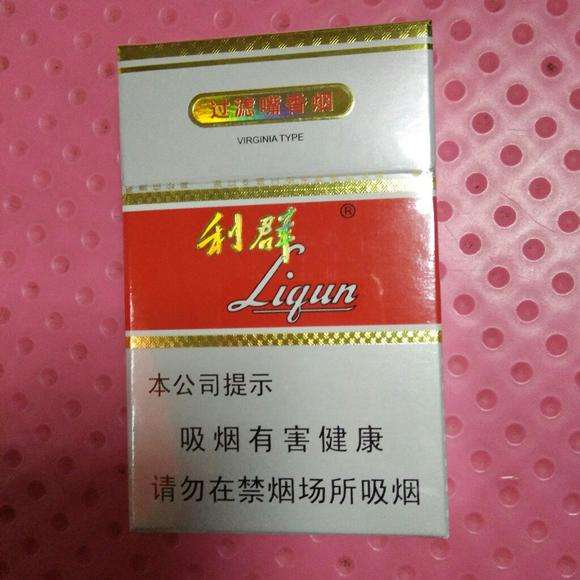 过滤嘴香烟
VIRGINIA TYPE
利群®
Liqun
本公司提示
吸烟有害健康
请勿在禁烟场所吸烟